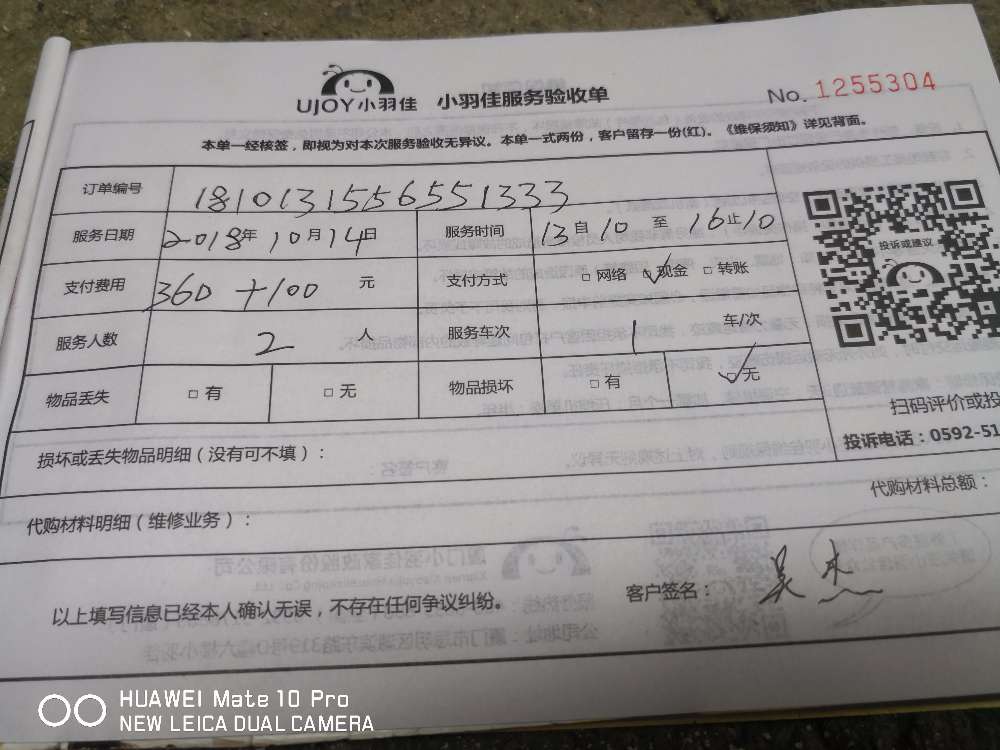 UJOY小羽佳 小羽佳服务验收单 No. 1255304
本单一经核签，即视为对本次服务验收无异议。本单一式两份，客户留存一份(红)。《维保须知》详见背面。
订单编号 18101315565551333
服务日期 2018年10月14日 服务时间 13自10至16止10
支付费用 360+100 元 支付方式 □网络 ✓现金 □转账
服务人数 2 人 服务车次 1 车/次
物品丢失 □有 □无 物品损坏 □有 ✓无
投诉或建议
扫码评价或投
投诉电话：0592-51
损坏或丢失物品明细（没有可不填）：
代购材料明细（维修业务）： 代购材料总额：
以上填写信息已经本人确认无误，不存在任何争议纠纷。 客户签名：吴杰
HUAWEI Mate 10 Pro
NEW LEICA DUAL CAMERA